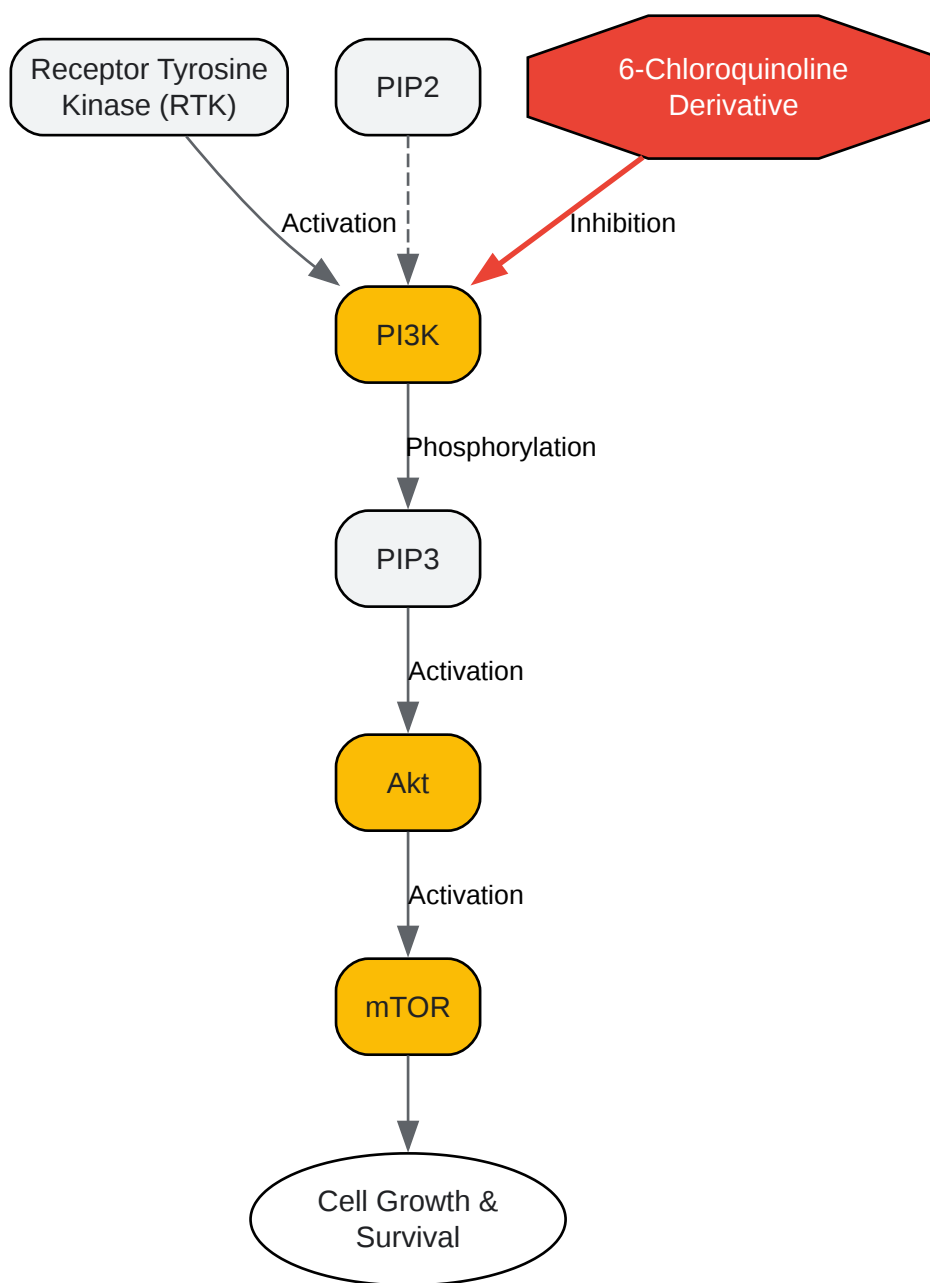 Receptor Tyrosine
Kinase (RTK)
PIP2
6-Chloroquinoline
Derivative
Activation
Inhibition
PI3K
Phosphorylation
PIP3
Activation
Akt
Activation
mTOR
Cell Growth &
Survival